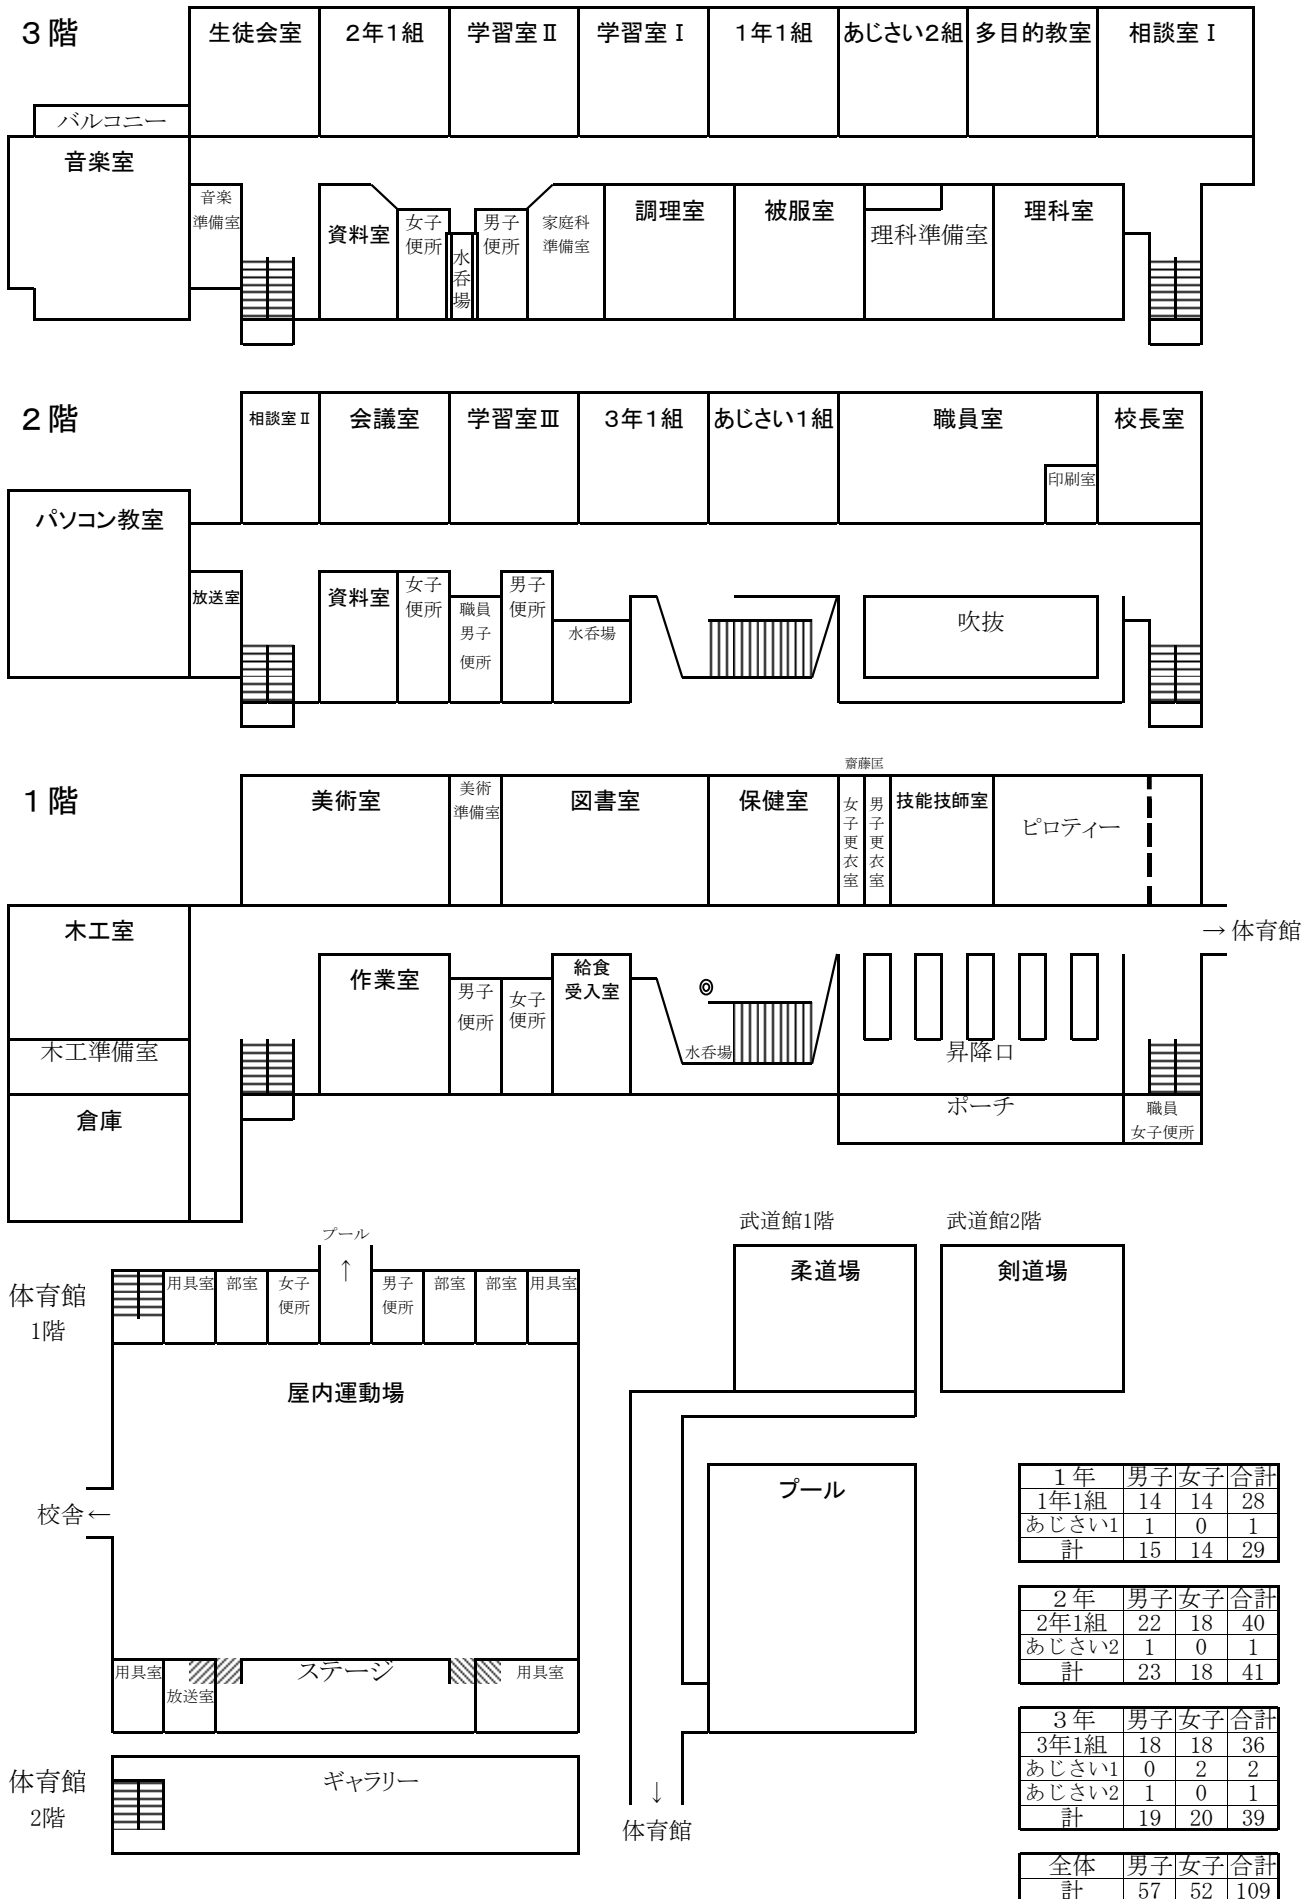 3階
生徒会室 2年1組 学習室Ⅱ 学習室Ⅰ 1年1組 あじさい2組 多目的教室 相談室Ⅰ
バルコニー
音楽室
音楽
準備室
資料室
女子
便所
水呑場
男子
便所
家庭科
準備室
調理室
被服室
理科準備室
理科室
2階
相談室Ⅱ 会議室 学習室Ⅲ 3年1組 あじさい1組 職員室 校長室
印刷室
パソコン教室
放送室
資料室
女子
便所
職員
男子
便所
男子
便所
水呑場
吹抜
1階
美術室
美術
準備室
図書室
保健室
齋藤匡
女子更衣室
男子更衣室
技能技師室
ピロティー
→体育館
木工室
木工準備室
倉庫
作業室
男子
便所
女子
便所
給食
受入室
水呑場
昇降口
ポーチ
職員
女子便所
体育館
1階
プール
↑
用具室 部室
女子
便所
男子
便所
部室 部室 用具室
屋内運動場
校舎←
用具室
放送室
ステージ
用具室
体育館
2階
ギャラリー
武道館1階
柔道場
武道館2階
剣道場
プール
↓
体育館
1年 男子 女子 合計
1年1組 14 14 28
あじさい1 1 0 1
計 15 14 29
2年 男子 女子 合計
2年1組 22 18 40
あじさい2 1 0 1
計 23 18 41
3年 男子 女子 合計
3年1組 18 18 36
あじさい1 0 2 2
あじさい2 1 0 1
計 19 20 39
全体 男子 女子 合計
計 57 52 109